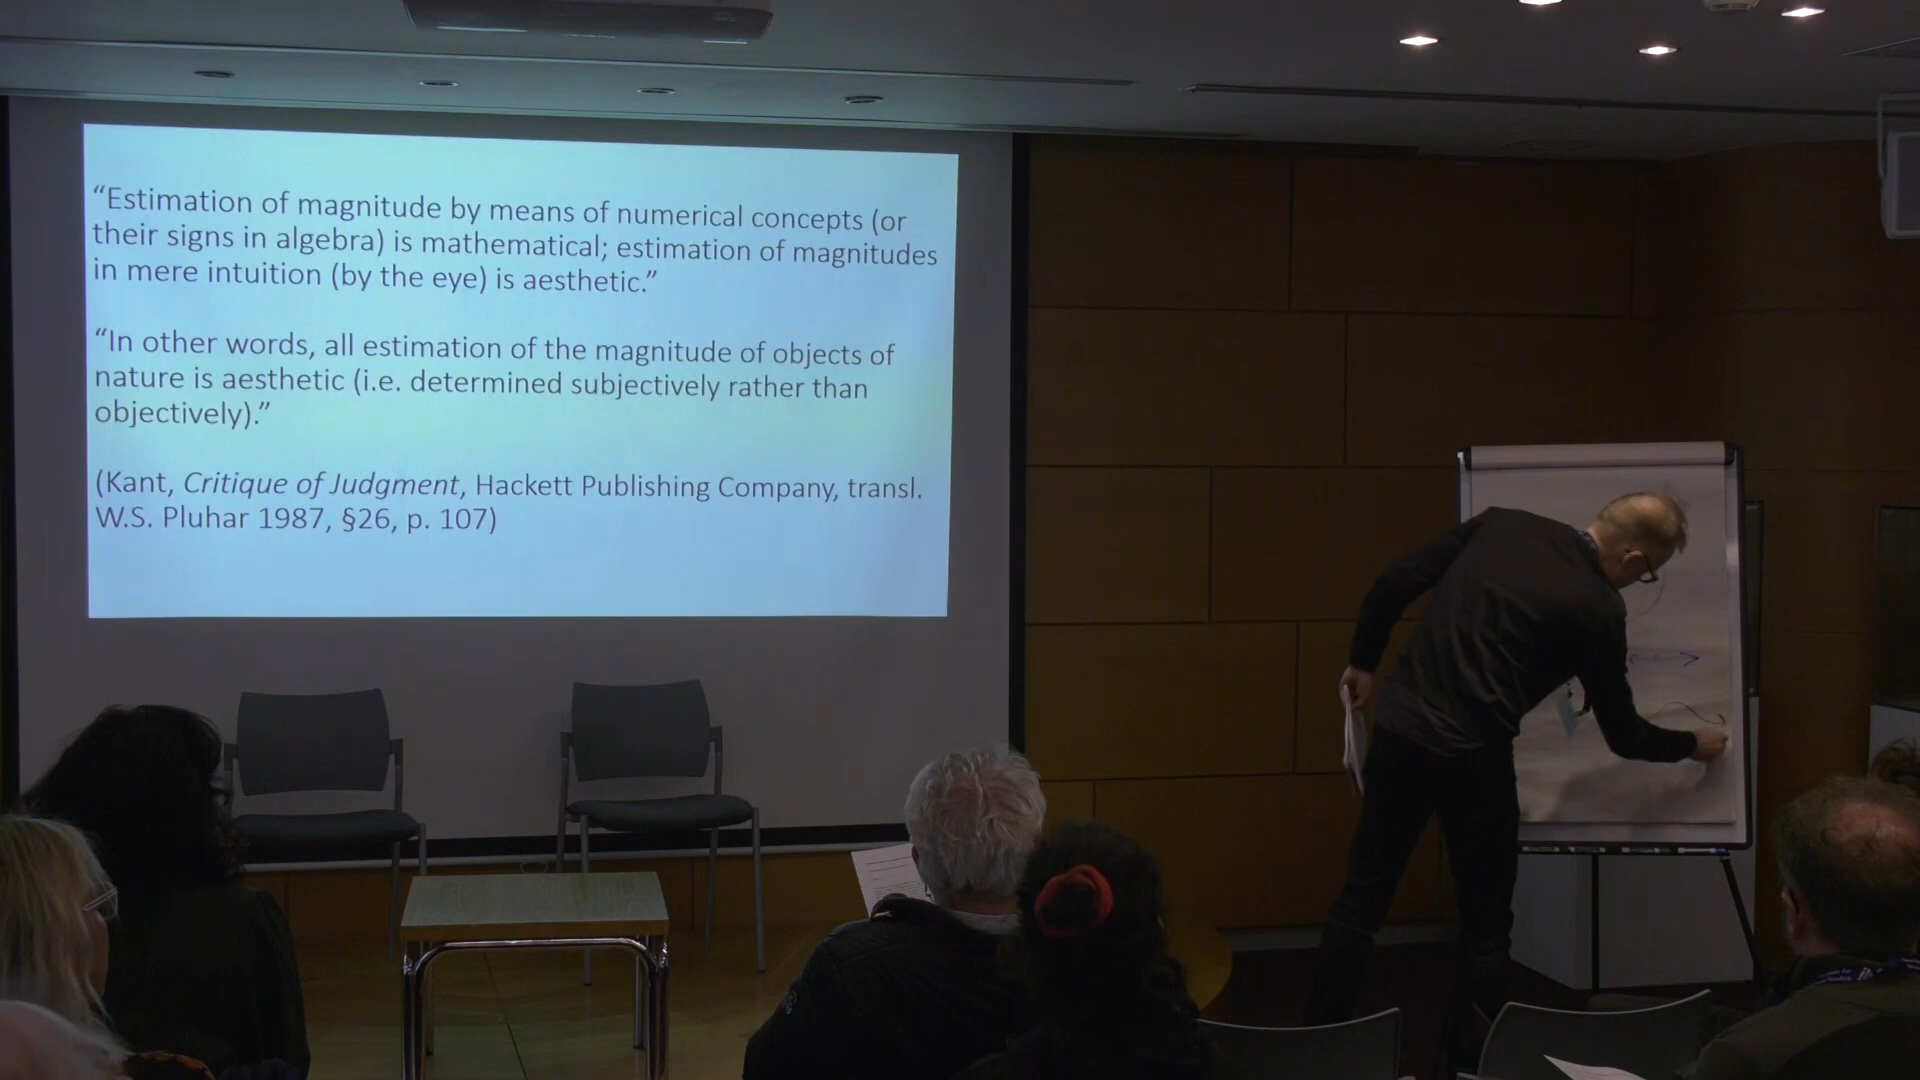 “Estimation of magnitude by means of numerical concepts (or
their signs in algebra) is mathematical; estimation of magnitudes
in mere intuition (by the eye) is aesthetic.”
“In other words, all estimation of the magnitude of objects of
nature is aesthetic (i.e. determined subjectively rather than
objectively).”
(Kant, Critique of Judgment, Hackett Publishing Company, transl.
W.S. Pluhar 1987, §26, p. 107)